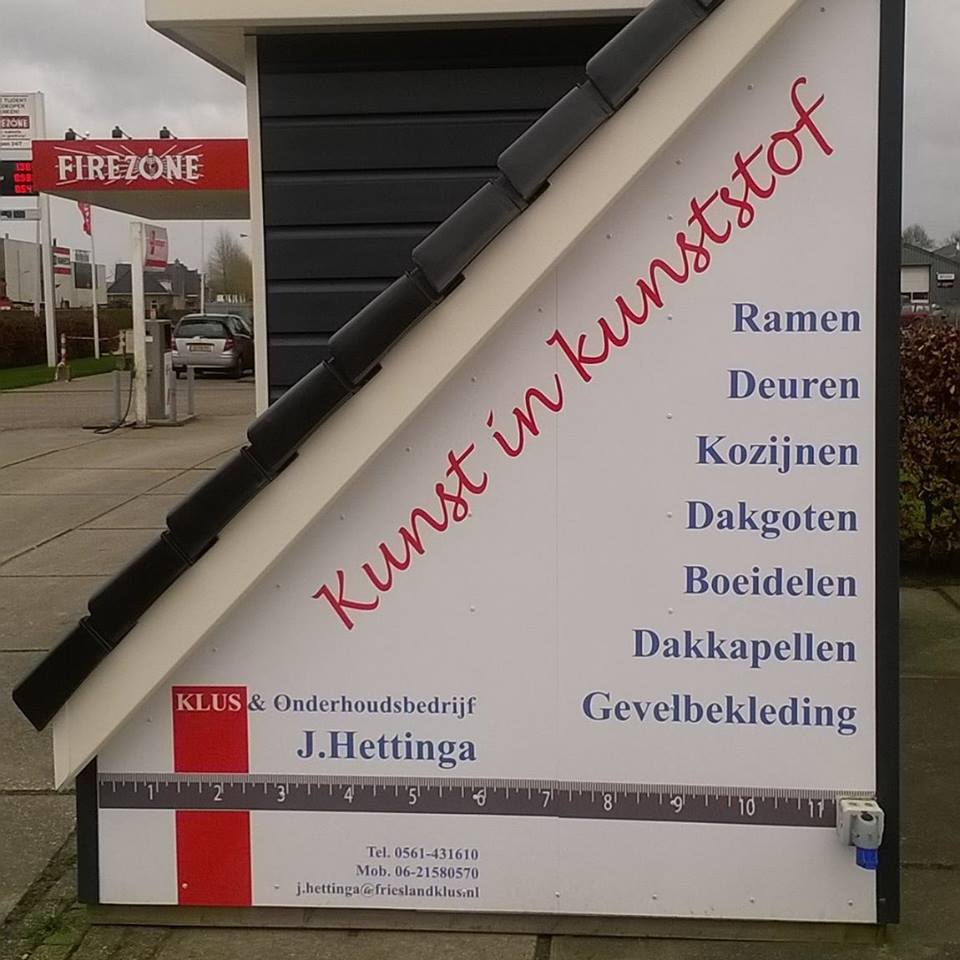 FIREZONE
Kunst in kunststof
Ramen
Deuren
Kozijnen
Dakgoten
Boeidelen
Dakkapellen
Gevelbekleding
KLUS & Onderhoudsbedrijf
J.Hettinga
1 2 3 4 5 6 7 8 9 10 11
Tel. 0561-431610
Mob. 06-21580570
j.hettinga@frieslandklus.nl